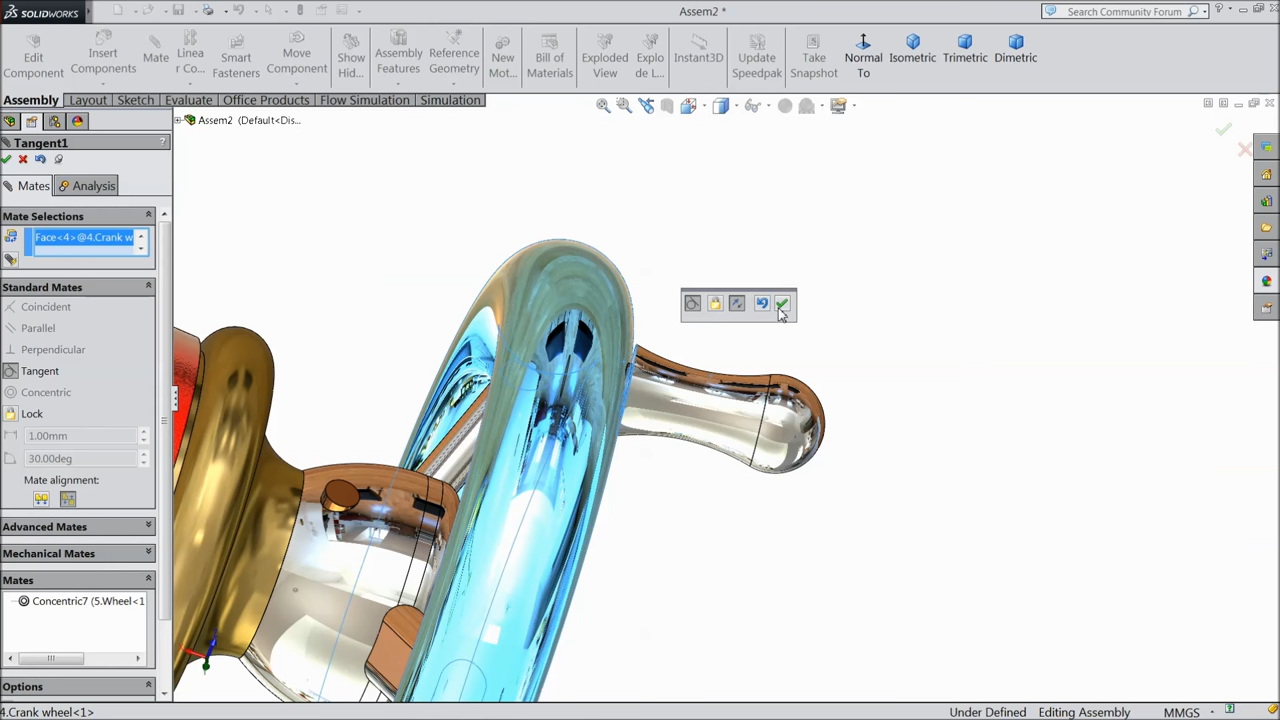 SOLIDWORKS
Assem2 *
Search Community Forum
Edit Component
Insert Components
Mate
Linea r Co...
Smart Fasteners
Move Component
Show Hid...
Assembly Features
Reference Geometry
New Mot...
Bill of Materials
Exploded View
Explo de L...
Instant3D
Update Speedpak
Take Snapshot
Normal To
Isometric
Trimetric
Dimetric
Assembly Layout Sketch Evaluate Office Products Flow Simulation Simulation
Assem2 (Default<Dis...
Tangent1 ?
Mates Analysis
Mate Selections
Face<4>@4.Crank w
Standard Mates
Coincident
Parallel
Perpendicular
Tangent
Concentric
Lock
1.00mm
30.00deg
Mate alignment:
Advanced Mates
Mechanical Mates
Mates
Concentric7 (5.Wheel<1
Options
4.Crank wheel<1> Under Defined Editing Assembly MMGS